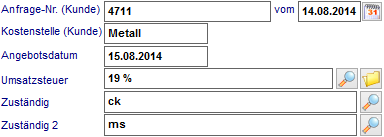 Anfrage-Nr. (Kunde) 4711 vom 14.08.2014 31
Kostenstelle (Kunde) Metall
Angebotsdatum 15.08.2014
Umsatzsteuer 19 %
Zuständig ck
Zuständig 2 ms